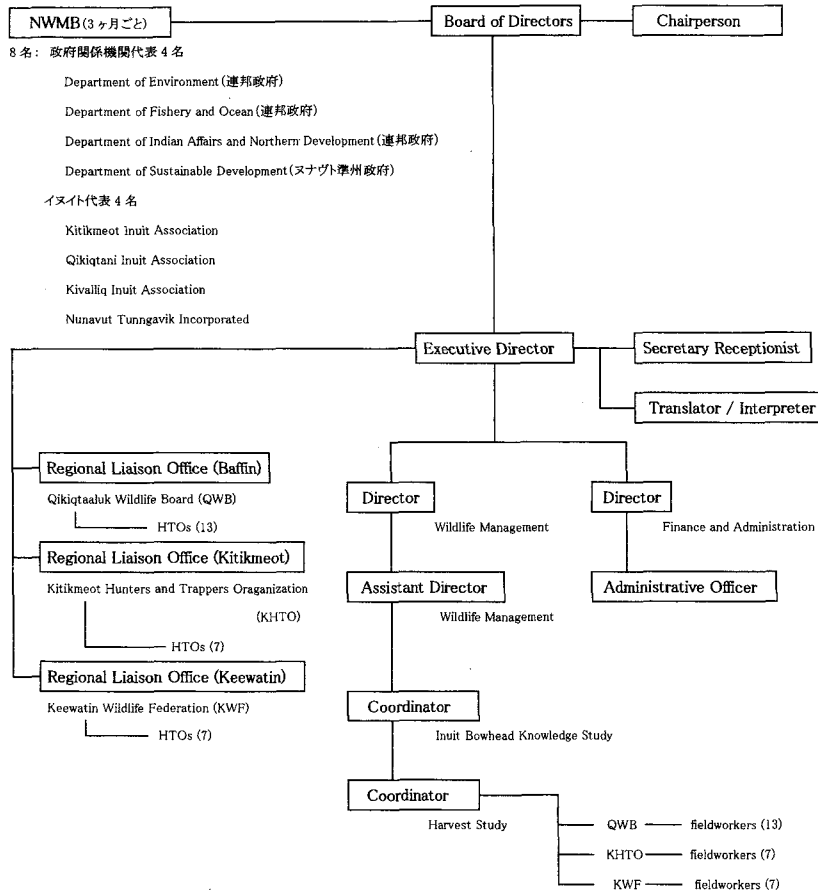 NWMB(3ヶ月ごと)
Board of Directors
Chairperson
8名: 政府関係機関代表4名
Department of Environment(連邦政府)
Department of Fishery and Ocean(連邦政府)
Department of Indian Affairs and Northern Development(連邦政府)
Department of Sustainable Development(ヌナヴト準州政府)
イヌイト代表4名
Kitikmeot Inuit Association
Qikiqtani Inuit Association
Kivalliq Inuit Association
Nunavut Tunngavik Incorporated
Executive Director
Secretary Receptionist
Translator / Interpreter
Regional Liaison Office (Baffin)
Qikiqtaaluk Wildlife Board (QWB)
HTOs (13)
Regional Liaison Office (Kitikmeot)
Kitikmeot Hunters and Trappers Oraganization
(KHTO)
HTOs (7)
Regional Liaison Office (Keewatin)
Keewatin Wildlife Federation (KWF)
HTOs (7)
Director
Wildlife Management
Director
Finance and Administration
Assistant Director
Wildlife Management
Administrative Officer
Coordinator
Inuit Bowhead Knowledge Study
Coordinator
Harvest Study
QWB fieldworkers (13)
KHTO fieldworkers (7)
KWF fieldworkers (7)